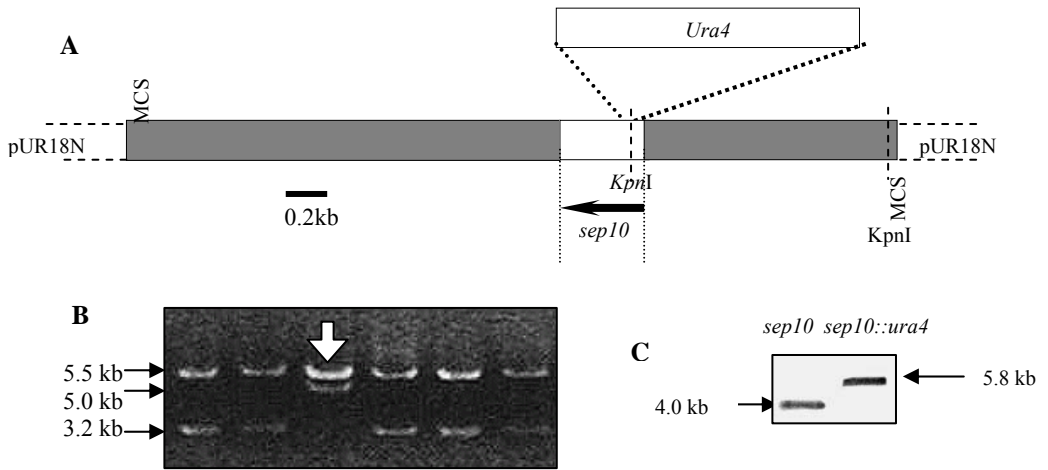 A
Ura4
MCS
pUR18N
pUR18N
KpnI
MCS
0.2kb
sep10
KpnI
B
5.5 kb
5.0 kb
3.2 kb
C
sep10 sep10::ura4
4.0 kb
5.8 kb